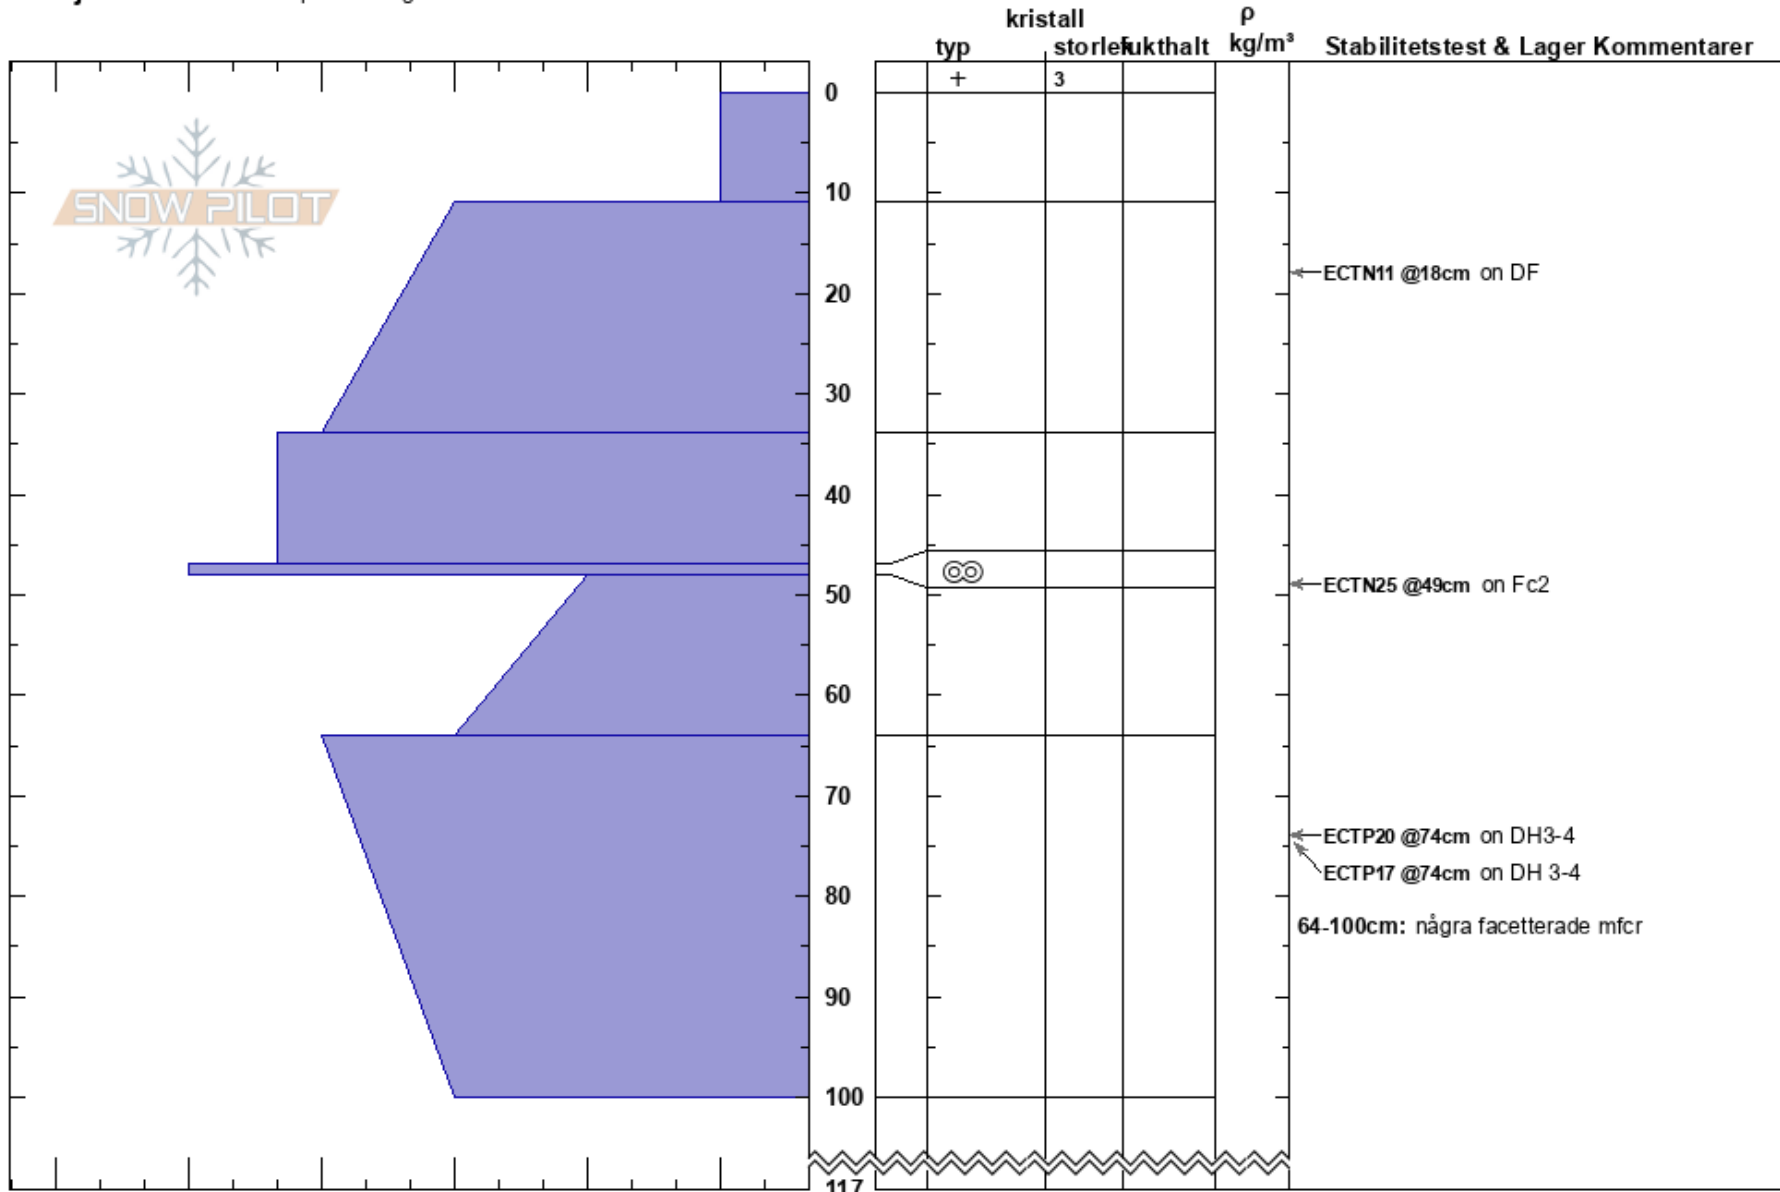 kristall ρ
typ storlek fukthalt kg/m³ Stabilitetstest & Lager Kommentarer
+ 3
0
SNOW PILOT
10
ECTN11 @18cm on DF
20
30
40
50
ECTN25 @49cm on Fc2
60
70
ECTP20 @74cm on DH3-4
ECTP17 @74cm on DH 3-4
80
64-100cm: några facetterade mfcr
90
100
117